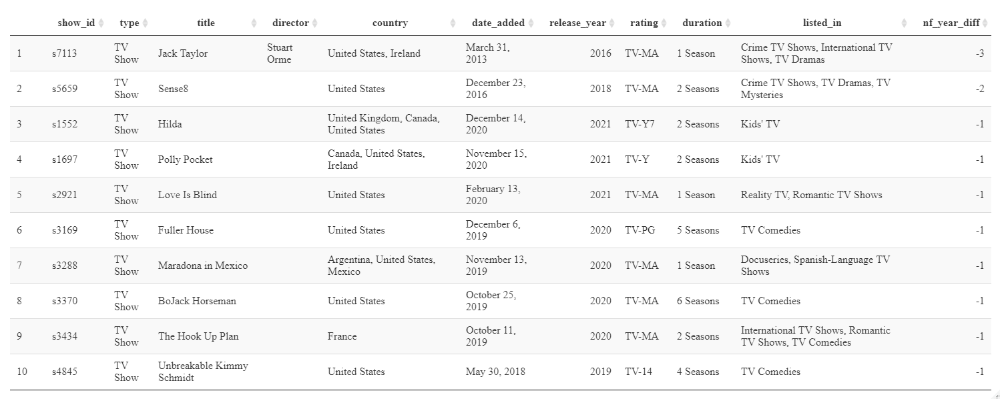 show_id type title director country date_added release_year rating duration listed_in nf_year_diff
1 s7113 TV Show Jack Taylor Stuart Orme United States, Ireland March 31, 2013 2016 TV-MA 1 Season Crime TV Shows, International TV Shows, TV Dramas -3
2 s5659 TV Show Sense8 United States December 23, 2016 2018 TV-MA 2 Seasons Crime TV Shows, TV Dramas, TV Mysteries -2
3 s1552 TV Show Hilda United Kingdom, Canada, United States December 14, 2020 2021 TV-Y7 2 Seasons Kids' TV -1
4 s1697 TV Show Polly Pocket Canada, United States, Ireland November 15, 2020 2021 TV-Y 2 Seasons Kids' TV -1
5 s2921 TV Show Love Is Blind United States February 13, 2020 2021 TV-MA 1 Season Reality TV, Romantic TV Shows -1
6 s3169 TV Show Fuller House United States December 6, 2019 2020 TV-PG 5 Seasons TV Comedies -1
7 s3288 TV Show Maradona in Mexico Argentina, United States, Mexico November 13, 2019 2020 TV-MA 1 Season Docuseries, Spanish-Language TV Shows -1
8 s3370 TV Show BoJack Horseman United States October 25, 2019 2020 TV-MA 6 Seasons TV Comedies -1
9 s3434 TV Show The Hook Up Plan France October 11, 2019 2020 TV-MA 2 Seasons International TV Shows, Romantic TV Shows, TV Comedies -1
10 s4845 TV Show Unbreakable Kimmy Schmidt United States May 30, 2018 2019 TV-14 4 Seasons TV Comedies -1